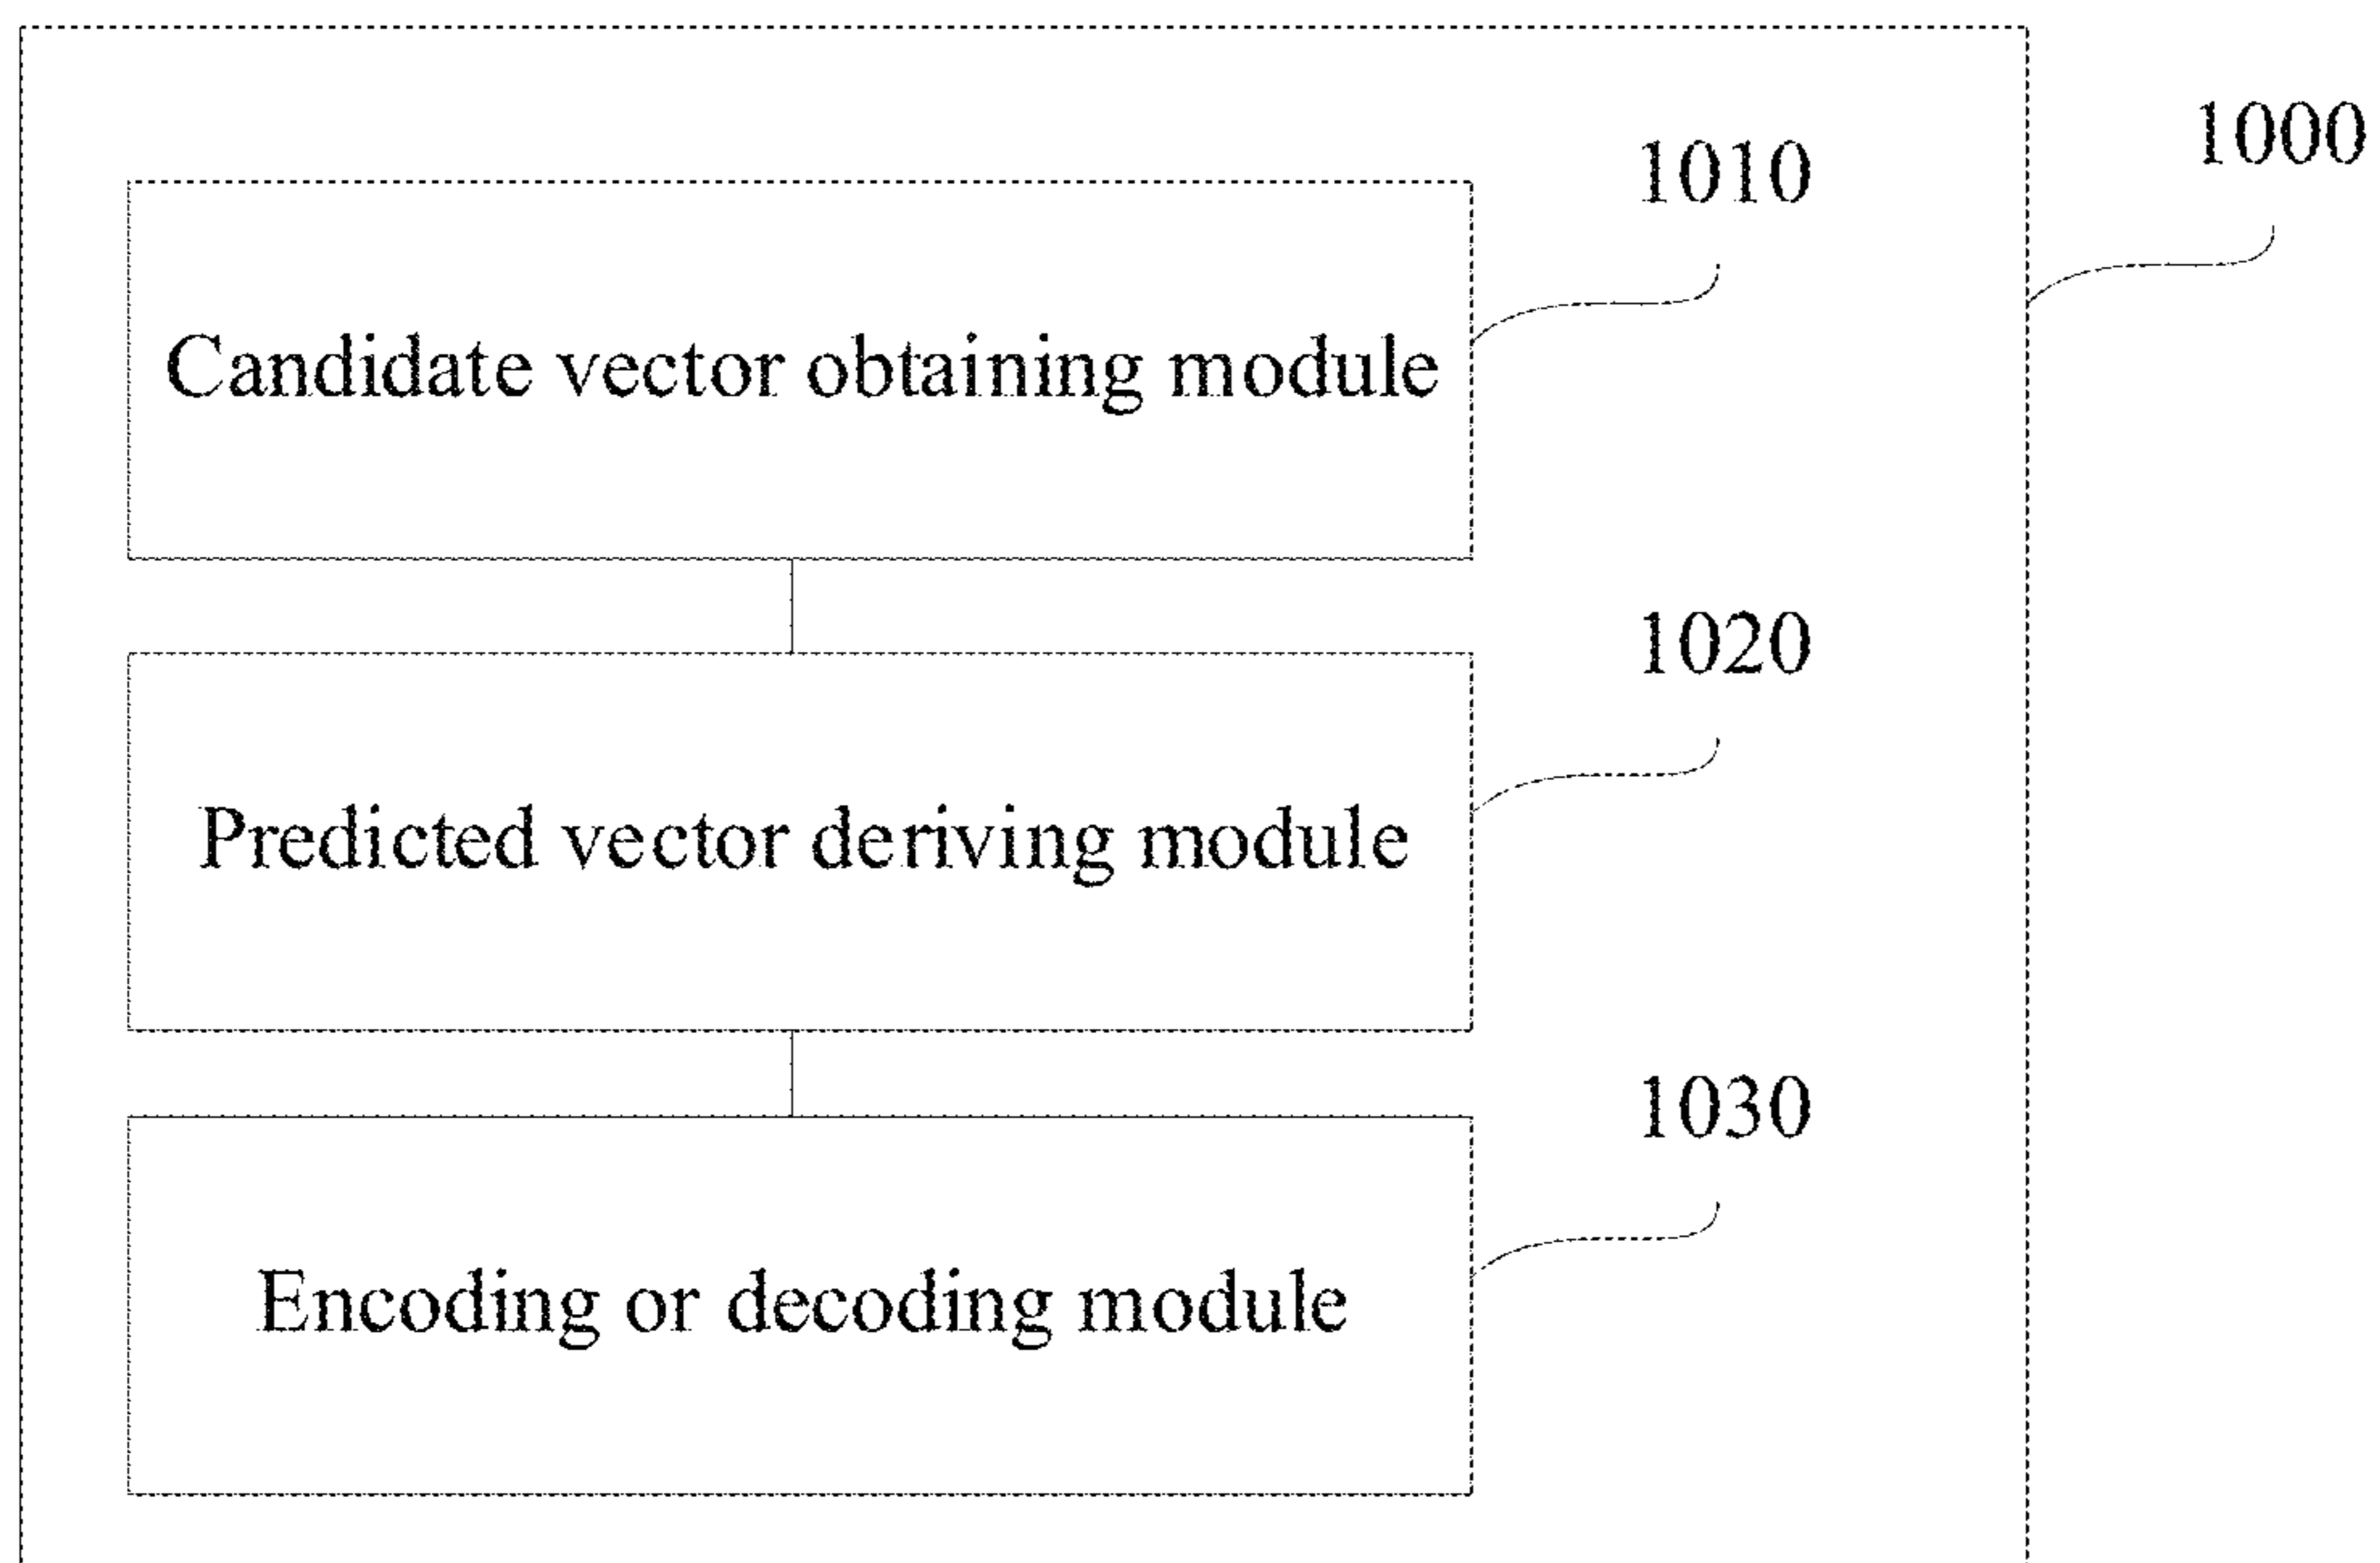 1000
1010
Candidate vector obtaining module
1020
Predicted vector deriving module
1030
Encoding or decoding module